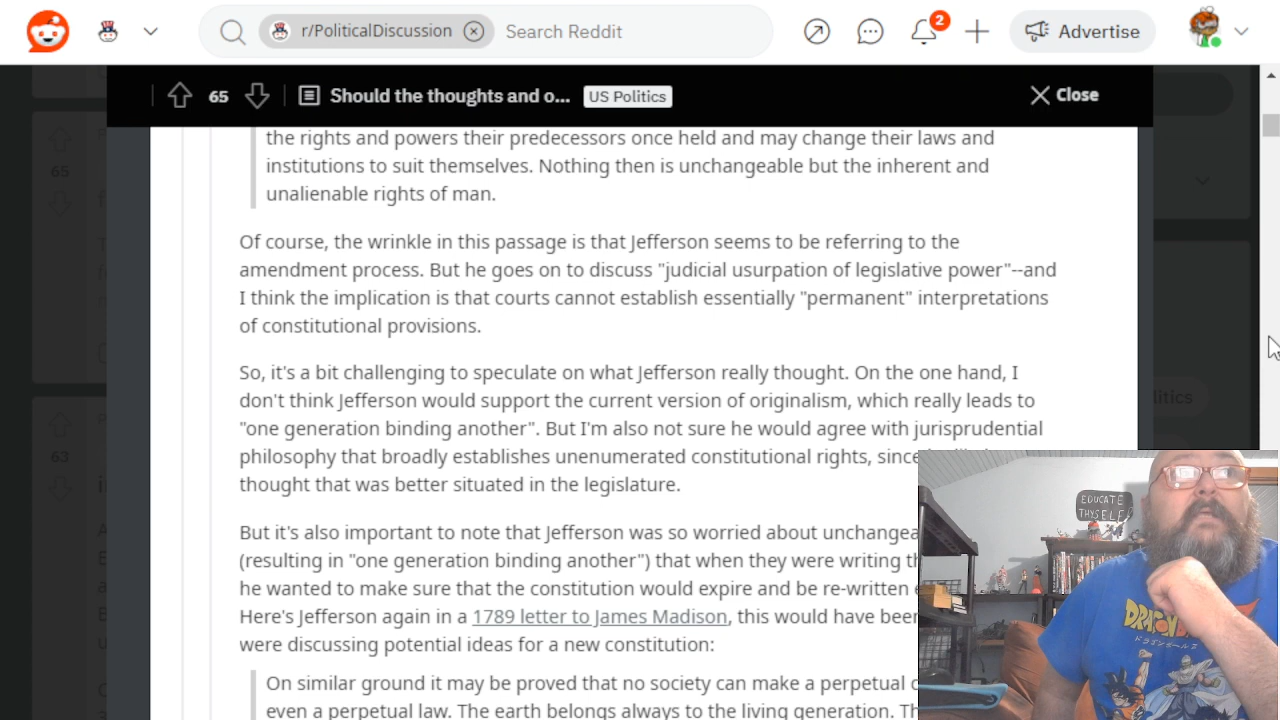 r/PoliticalDiscussion
Search Reddit
2
Advertise
65
Should the thoughts and o...
US Politics
Close
65
the rights and powers their predecessors once held and may change their laws and
institutions to suit themselves. Nothing then is unchangeable but the inherent and
unalienable rights of man.
Of course, the wrinkle in this passage is that Jefferson seems to be referring to the
amendment process. But he goes on to discuss "judicial usurpation of legislative power"--and
I think the implication is that courts cannot establish essentially "permanent" interpretations
of constitutional provisions.
So, it's a bit challenging to speculate on what Jefferson really thought. On the one hand, I
don't think Jefferson would support the current version of originalism, which really leads to
litics
"one generation binding another". But I'm also not sure he would agree with jurisprudential
63
philosophy that broadly establishes unenumerated constitutional rights, since
thought that was better situated in the legislature.
But it's also important to note that Jefferson was so worried about unchangea
(resulting in "one generation binding another") that when they were writing th
he wanted to make sure that the constitution would expire and be re-written
Here's Jefferson again in a 1789 letter to James Madison, this would have been
were discussing potential ideas for a new constitution:
On similar ground it may be proved that no society can make a perpetual
even a perpetual law. The earth belongs always to the living generation. Th
EDUCATE
THYSELF
DRAGON
ドラゴンボール